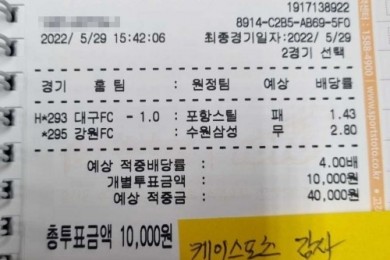 1917138922
8914-C2B5-AB69-5F0
2022/ 5/29 15:42:06 최종경기일자:2022/ 5/29
2경기 선택
경기 홈 팀 : 원정팀 예상 배당률
H*293 대구FC - 1.0 : 포항스틸 패 1.43
*295 강원FC : 수원삼성 무 2.80
예상 적중배당률 : 4.00배
개별투표금액 : 10,000원
예상 적중금 : 40,000원
총투표금액 10,000원
케이스포츠 감자
www.sportstoto.co.kr